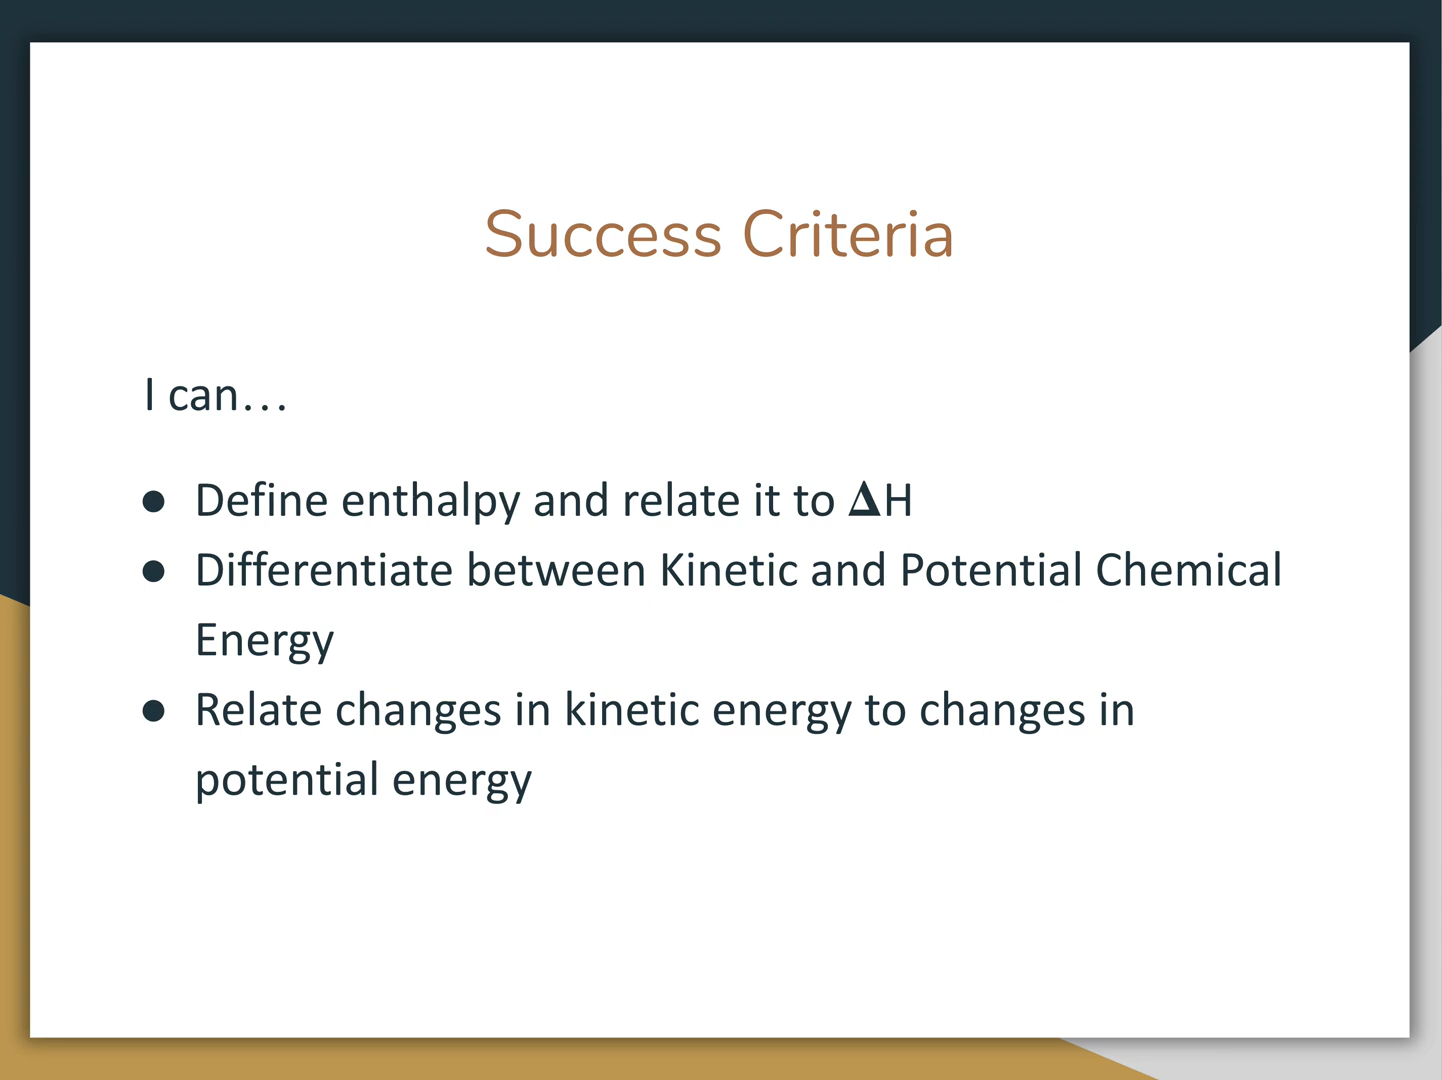 Success Criteria
I can…
● Define enthalpy and relate it to ΔH
● Differentiate between Kinetic and Potential Chemical
Energy
● Relate changes in kinetic energy to changes in
potential energy